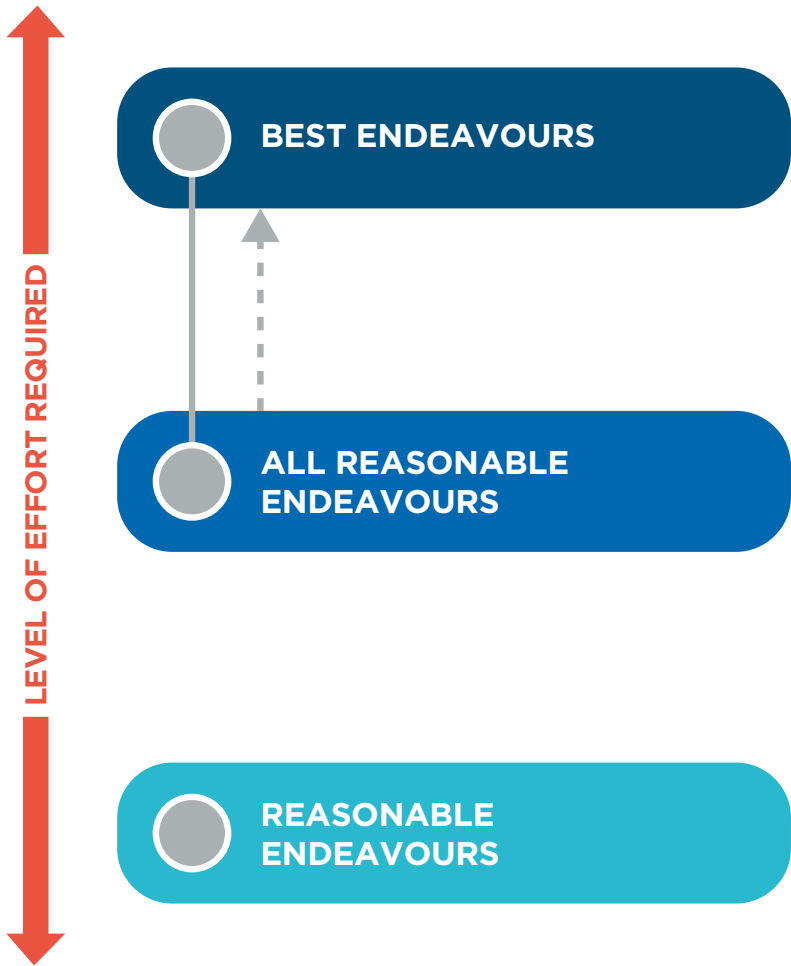 LEVEL OF EFFORT REQUIRED
BEST ENDEAVOURS
ALL REASONABLE
ENDEAVOURS
REASONABLE
ENDEAVOURS